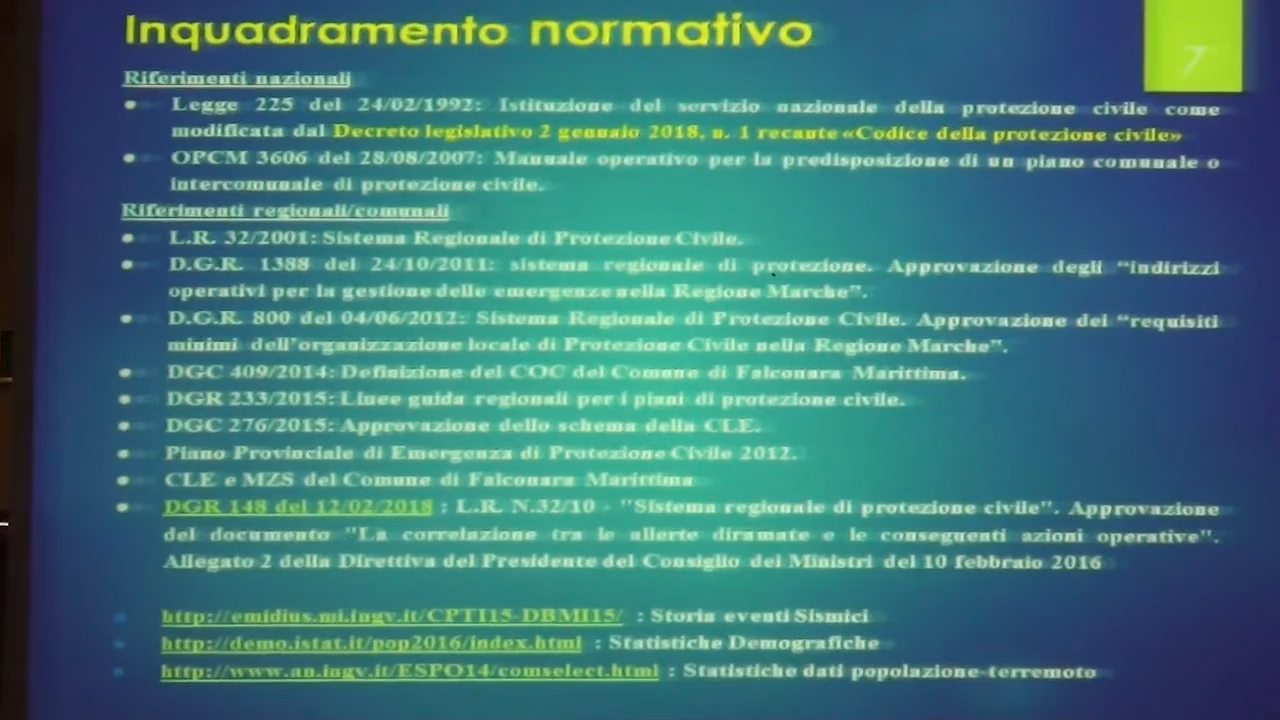 Inquadramento normativo
7
Riferimenti nazionali
• Legge 225 del 24/02/1992: Istituzione del servizio nazionale della protezione civile come
modificata dal Decreto legislativo 2 gennaio 2018, n. 1 recante «Codice della protezione civile»
• OPCM 3606 del 28/08/2007: Manuale operativo per la predisposizione di un piano comunale o
intercomunale di protezione civile.
Riferimenti regionali/comunali
• L.R. 32/2001: Sistema Regionale di Protezione Civile.
• D.G.R. 1388 del 24/10/2011: sistema regionale di protezione. Approvazione degli “indirizzi
operativi per la gestione delle emergenze nella Regione Marche”.
• D.G.R. 800 del 04/06/2012: Sistema Regionale di Protezione Civile. Approvazione dei “requisiti
minimi dell’organizzazione locale di Protezione Civile nella Regione Marche”.
• DGC 409/2014: Definizione del COC del Comune di Falconara Marittima.
• DGR 233/2015: Linee guida regionali per i piani di protezione civile.
• DGC 276/2015: Approvazione dello schema della CLE.
• Piano Provinciale di Emergenza di Protezione Civile 2012.
• CLE e MZS del Comune di Falconara Marittima
• DGR 148 del 12/02/2018 : L.R. N.32/10 - "Sistema regionale di protezione civile". Approvazione
del documento "La correlazione tra le allerte diramate e le conseguenti azioni operative".
Allegato 2 della Direttiva del Presidente del Consiglio dei Ministri del 10 febbraio 2016
• http://emidius.mi.ingv.it/CPTI15-DBMI15/ : Storia eventi Sismici
• http://demo.istat.it/pop2016/index.html : Statistiche Demografiche
• http://www.an.ingv.it/ESPO14/comselect.html : Statistiche dati popolazione-terremoto